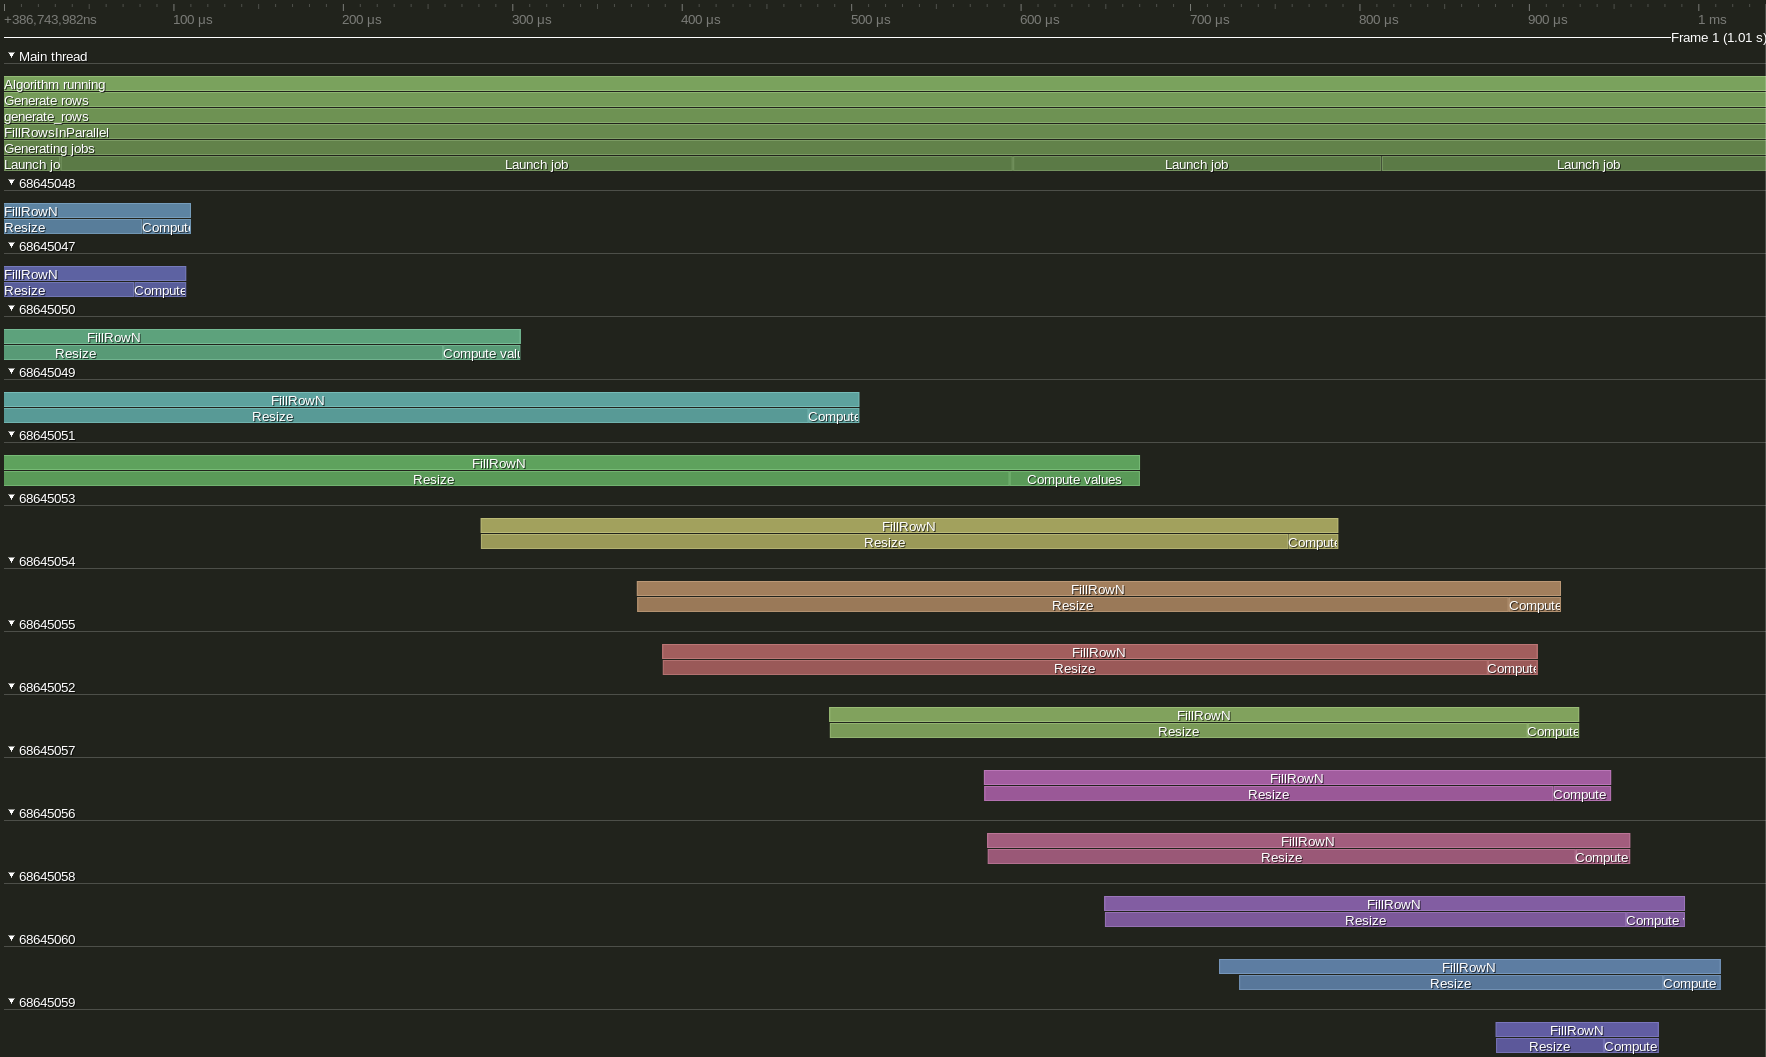 +386,743,982ns 100 μs 200 μs 300 μs 400 μs 500 μs 600 μs 700 μs 800 μs 900 μs 1 ms
Frame 1 (1.01 s)
Main thread
Algorithm running
Generate rows
generate_rows
FillRowsInParallel
Generating jobs
Launch jo Launch job Launch job Launch job
68645048
FillRowN
Resize Compute
68645047
FillRowN
Resize Compute
68645050
FillRowN
Resize Compute valu
68645049
FillRowN
Resize Compute
68645051
FillRowN
Resize Compute values
68645053
FillRowN
Resize Compute
68645054
FillRowN
Resize Compute
68645055
FillRowN
Resize Compute
68645052
FillRowN
Resize Compute
68645057
FillRowN
Resize Compute
68645056
FillRowN
Resize Compute
68645058
FillRowN
Resize Compute
68645060
FillRowN
Resize Compute
68645059
FillRowN
Resize Compute